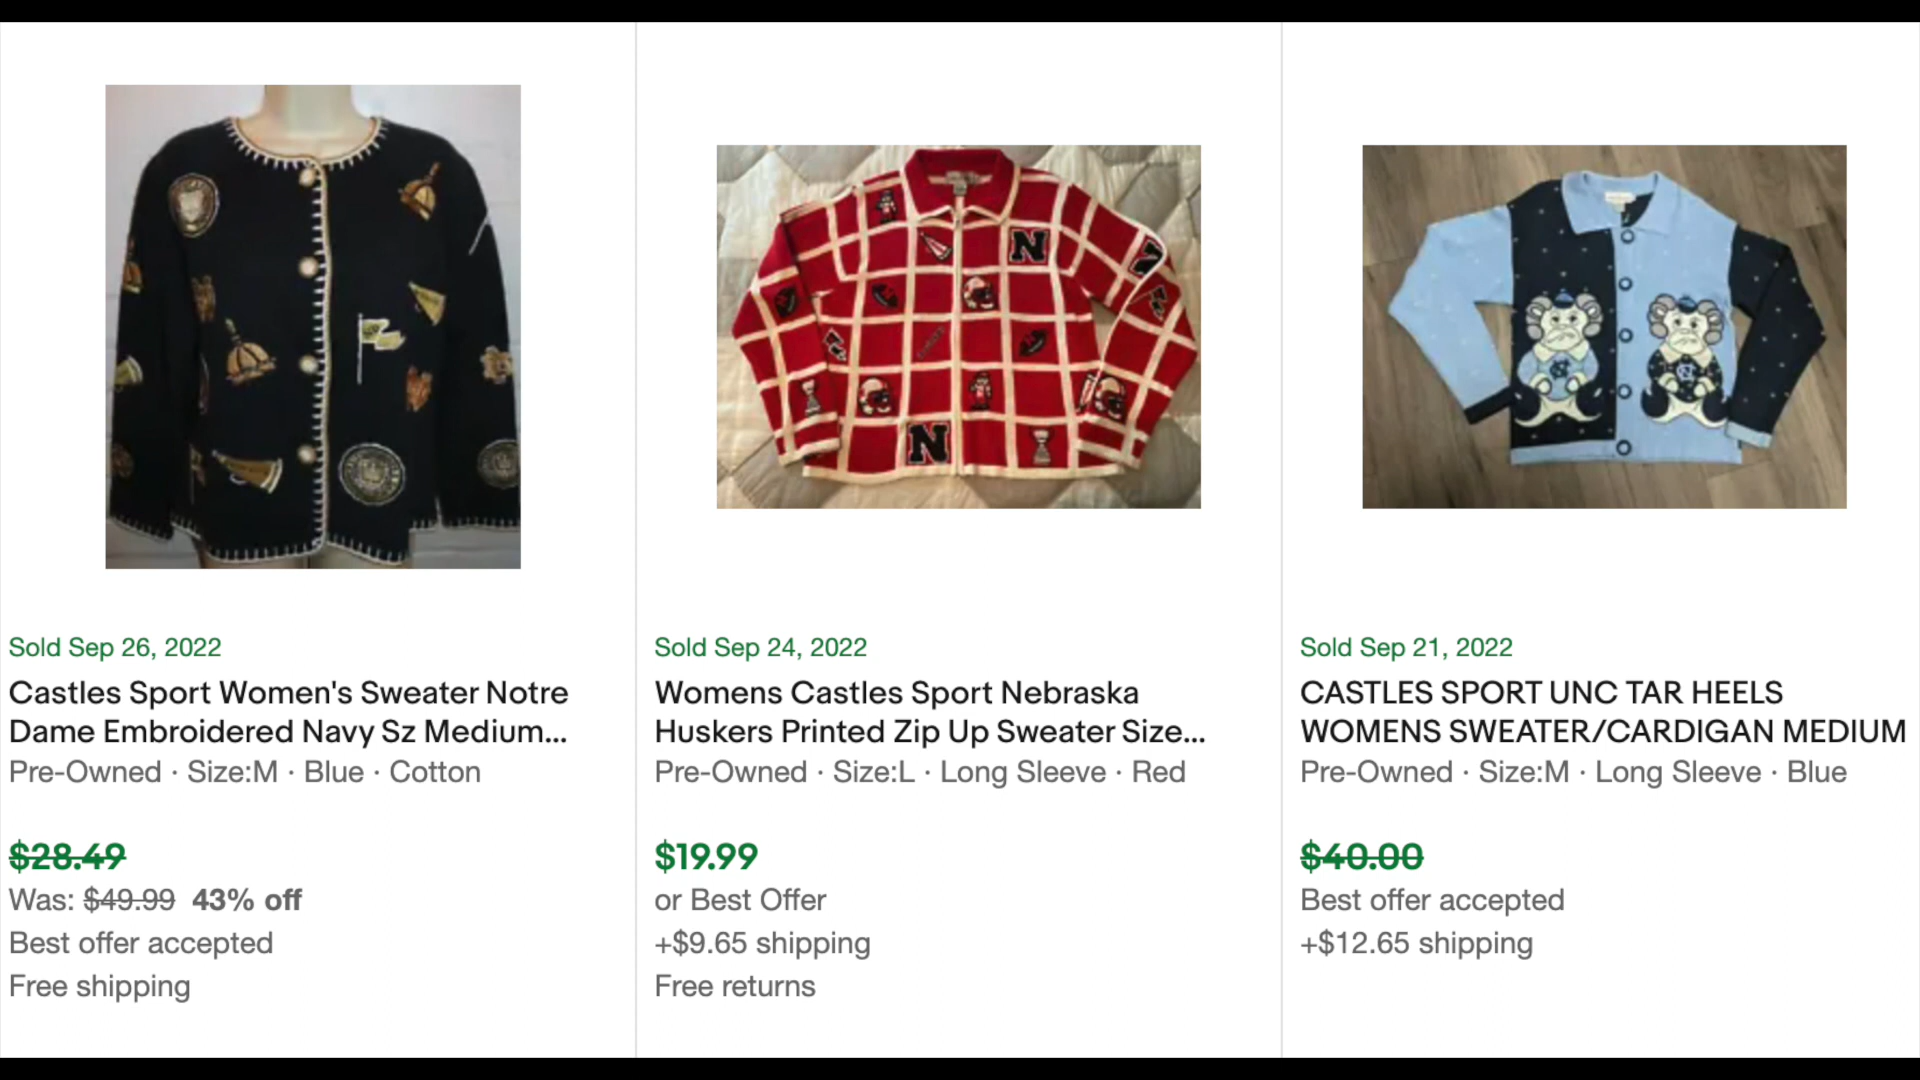 Sold Sep 26, 2022
Castles Sport Women's Sweater Notre
Dame Embroidered Navy Sz Medium...
Pre-Owned · Size:M · Blue · Cotton
$28.49
Was: $49.99 43% off
Best offer accepted
Free shipping
N
N
Sold Sep 24, 2022
Womens Castles Sport Nebraska
Huskers Printed Zip Up Sweater Size...
Pre-Owned · Size:L · Long Sleeve · Red
$19.99
or Best Offer
+$9.65 shipping
Free returns
Sold Sep 21, 2022
CASTLES SPORT UNC TAR HEELS
WOMENS SWEATER/CARDIGAN MEDIUM
Pre-Owned · Size:M · Long Sleeve · Blue
$40.00
Best offer accepted
+$12.65 shipping